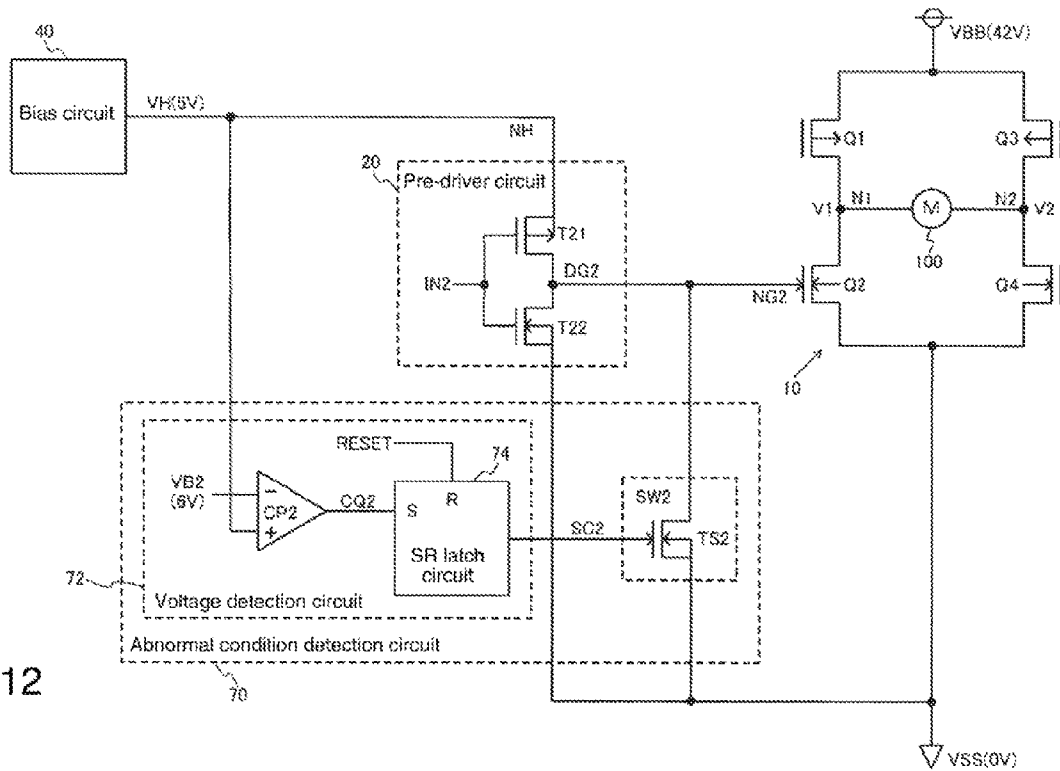 40
Bias circuit
VH(5V)
NH
VBB(42V)
20
Pre-driver circuit
Q1
Q3
T21
V1
N1
M
N2
V2
100
IN2
DG2
NG2
Q2
Q4
T22
10
RESET
74
VB2
(6V)
−
+
CP2
CQ2
S
R
SR latch
circuit
SC2
SW2
TS2
72
Voltage detection circuit
Abnormal condition detection circuit
70
12
VSS(0V)